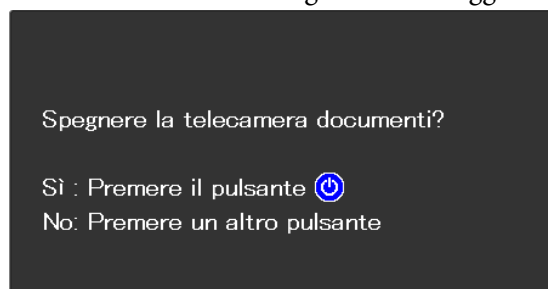 Spegnere la telecamera documenti?
Sì : Premere il pulsante
No: Premere un altro pulsante